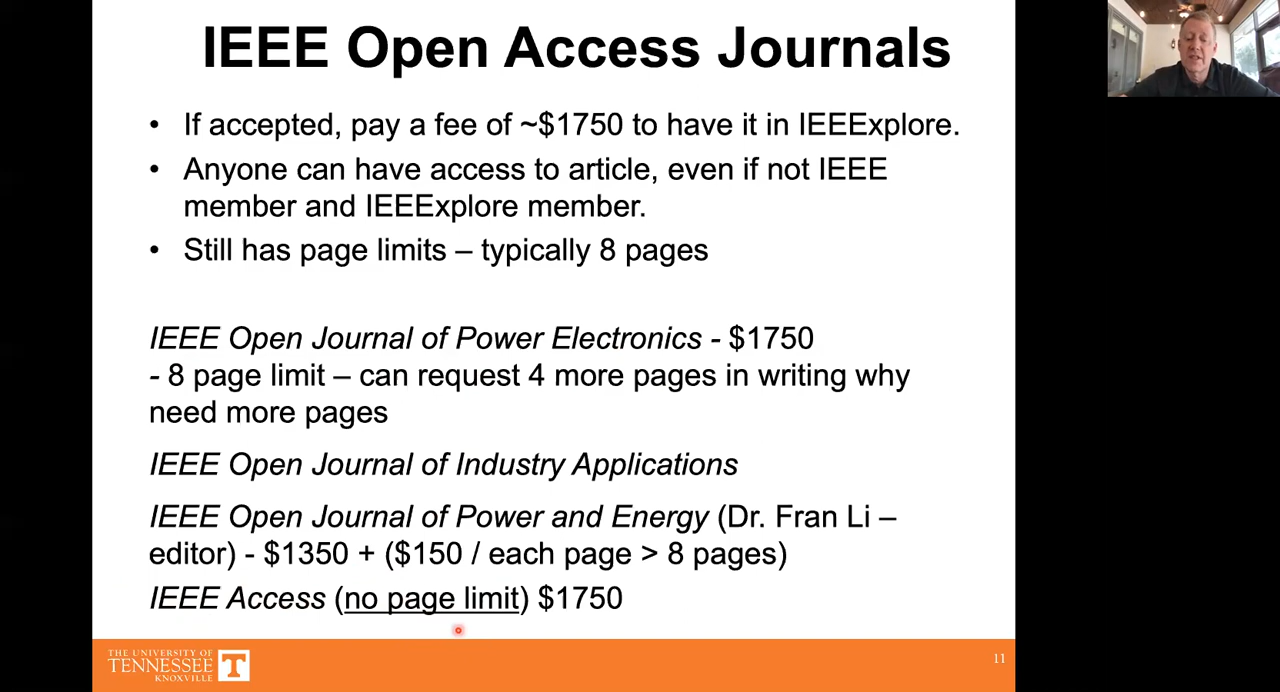 IEEE Open Access Journals
• If accepted, pay a fee of ~$1750 to have it in IEEExplore.
• Anyone can have access to article, even if not IEEE
member and IEEExplore member.
• Still has page limits – typically 8 pages
IEEE Open Journal of Power Electronics - $1750
- 8 page limit – can request 4 more pages in writing why
need more pages
IEEE Open Journal of Industry Applications
IEEE Open Journal of Power and Energy (Dr. Fran Li –
editor) - $1350 + ($150 / each page > 8 pages)
IEEE Access (no page limit) $1750
THE UNIVERSITY OF
TENNESSEE
KNOXVILLE
T
11